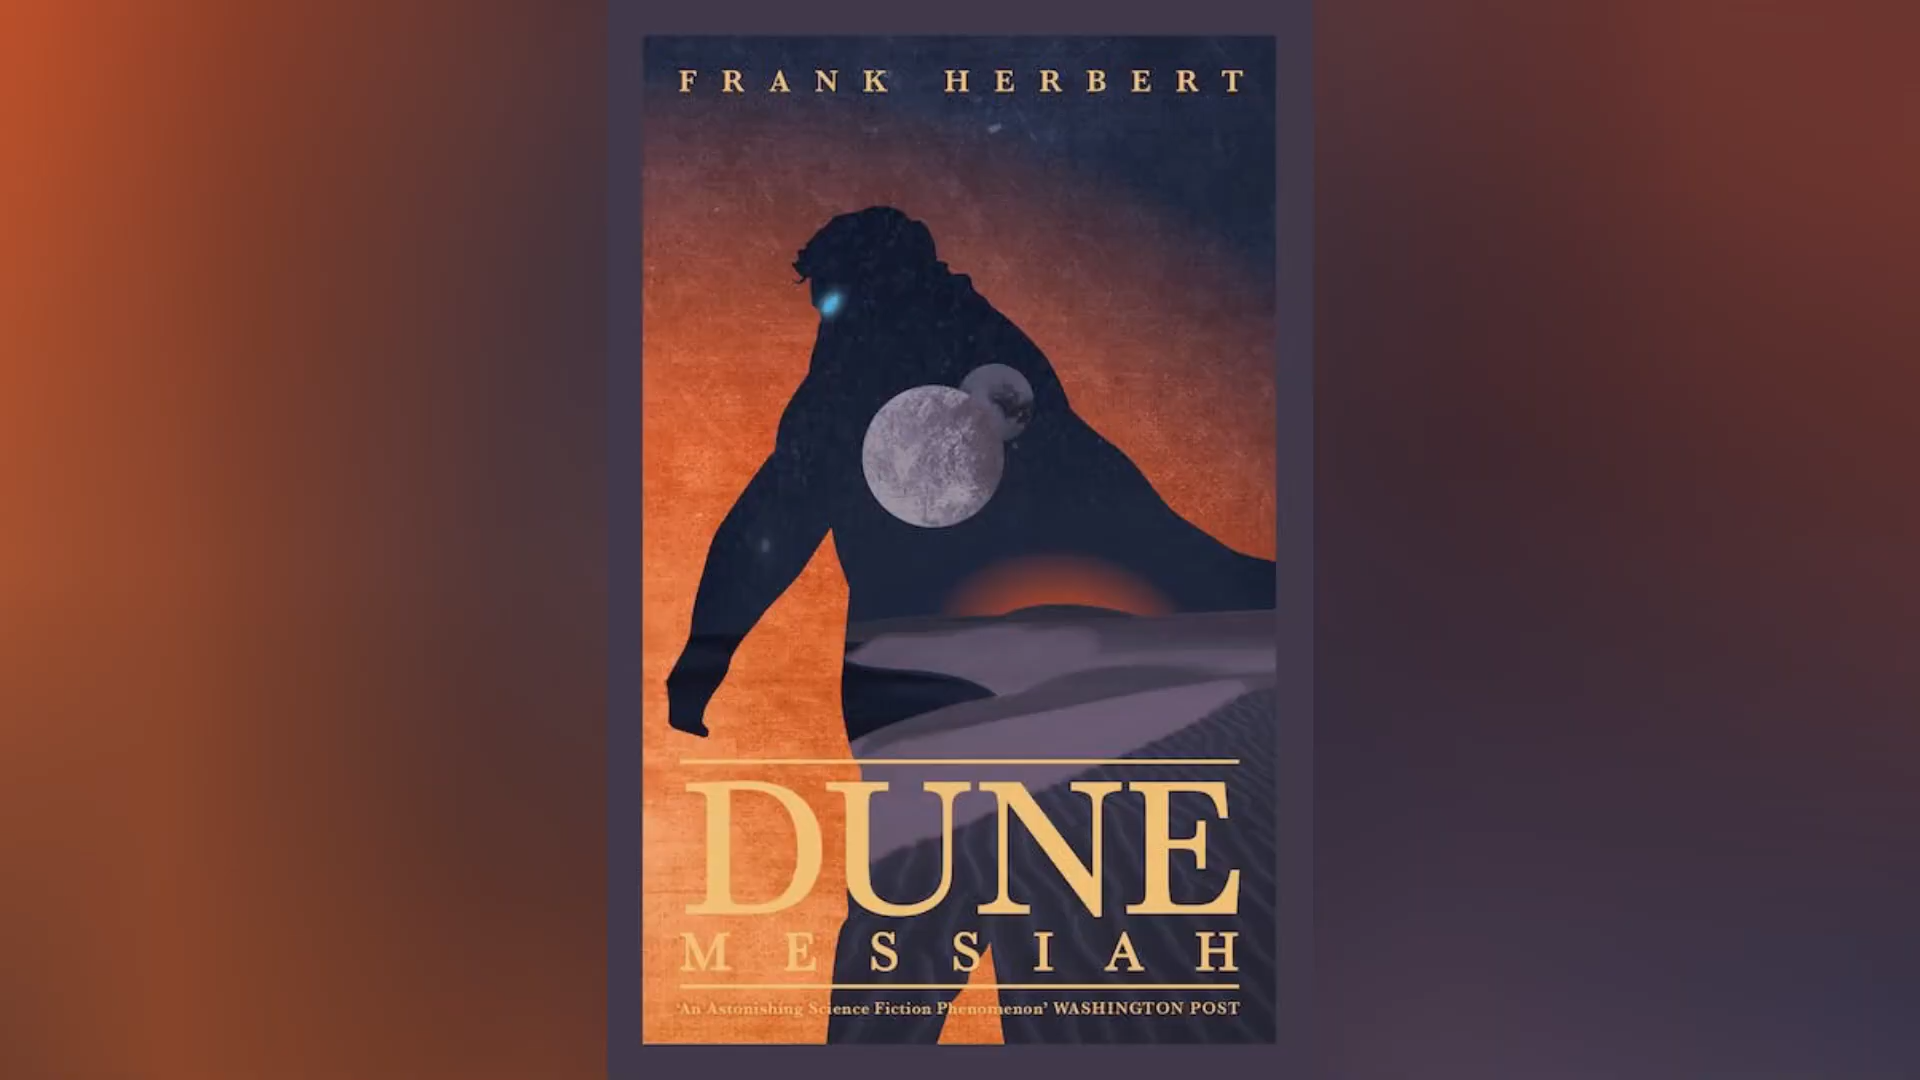 FRANK HERBERT
DUNE
MESSIAH
'An Astonishing Science Fiction Phenomenon' WASHINGTON POST